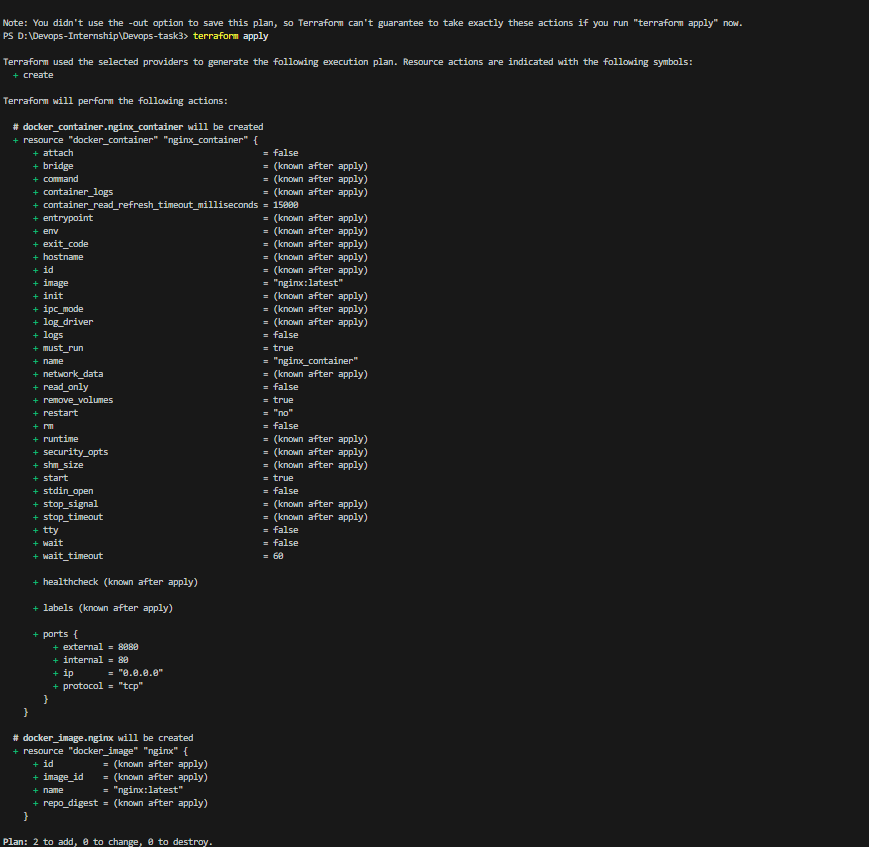 Note: You didn't use the -out option to save this plan, so Terraform can't guarantee to take exactly these actions if you run "terraform apply" now.
PS D:\Devops-Internship\Devops-task3> terraform apply
Terraform used the selected providers to generate the following execution plan. Resource actions are indicated with the following symbols:
  + create
Terraform will perform the following actions:
  # docker_container.nginx_container will be created
  + resource "docker_container" "nginx_container" {
      + attach                                      = false
      + bridge                                      = (known after apply)
      + command                                     = (known after apply)
      + container_logs                              = (known after apply)
      + container_read_refresh_timeout_milliseconds = 15000
      + entrypoint                                  = (known after apply)
      + env                                         = (known after apply)
      + exit_code                                   = (known after apply)
      + hostname                                    = (known after apply)
      + id                                          = (known after apply)
      + image                                       = "nginx:latest"
      + init                                        = (known after apply)
      + ipc_mode                                    = (known after apply)
      + log_driver                                  = (known after apply)
      + logs                                        = false
      + must_run                                    = true
      + name                                        = "nginx_container"
      + network_data                                = (known after apply)
      + read_only                                   = false
      + remove_volumes                              = true
      + restart                                     = "no"
      + rm                                          = false
      + runtime                                     = (known after apply)
      + security_opts                               = (known after apply)
      + shm_size                                    = (known after apply)
      + start                                       = true
      + stdin_open                                  = false
      + stop_signal                                 = (known after apply)
      + stop_timeout                                = (known after apply)
      + tty                                         = false
      + wait                                        = false
      + wait_timeout                                = 60
      + healthcheck (known after apply)
      + labels (known after apply)
      + ports {
          + external = 8080
          + internal = 80
          + ip       = "0.0.0.0"
          + protocol = "tcp"
        }
    }
  # docker_image.nginx will be created
  + resource "docker_image" "nginx" {
      + id          = (known after apply)
      + image_id    = (known after apply)
      + name        = "nginx:latest"
      + repo_digest = (known after apply)
    }
Plan: 2 to add, 0 to change, 0 to destroy.